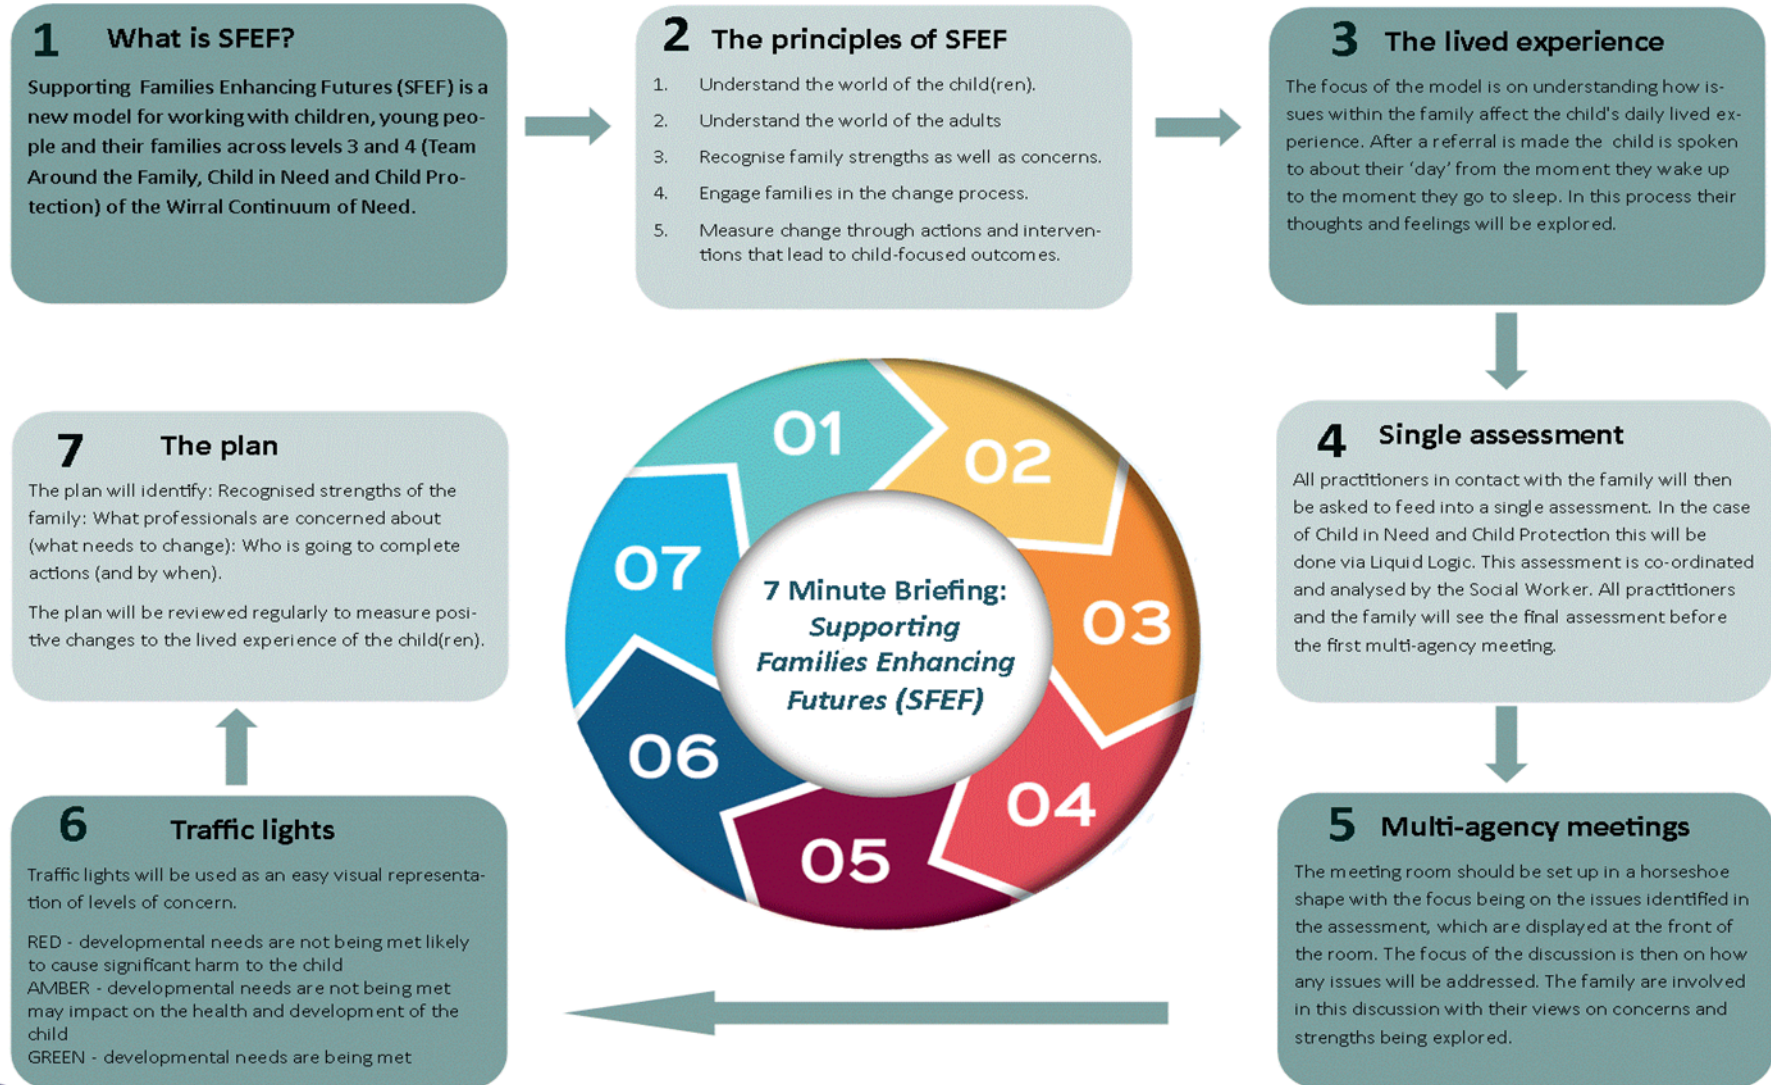 1 What is SFEF?
Supporting Families Enhancing Futures (SFEF) is a
new model for working with children, young peo-
ple and their families across levels 3 and 4 (Team
Around the Family, Child in Need and Child Pro-
tection) of the Wirral Continuum of Need.
2 The principles of SFEF
1. Understand the world of the child(ren).
2. Understand the world of the adults
3. Recognise family strengths as well as concerns.
4. Engage families in the change process.
5. Measure change through actions and interven-
tions that lead to child-focused outcomes.
3 The lived experience
The focus of the model is on understanding how is-
sues within the family affect the child's daily lived ex-
perience. After a referral is made the child is spoken
to about their ‘day’ from the moment they wake up
to the moment they go to sleep. In this process their
thoughts and feelings will be explored.
4 Single assessment
All practitioners in contact with the family will then
be asked to feed into a single assessment. In the case
of Child in Need and Child Protection this will be
done via Liquid Logic. This assessment is co-ordinated
and analysed by the Social Worker. All practitioners
and the family will see the final assessment before
the first multi-agency meeting.
5 Multi-agency meetings
The meeting room should be set up in a horseshoe
shape with the focus being on the issues identified in
the assessment, which are displayed at the front of
the room. The focus of the discussion is then on how
any issues will be addressed. The family are involved
in this discussion with their views on concerns and
strengths being explored.
6 Traffic lights
Traffic lights will be used as an easy visual representa-
tion of levels of concern.
RED - developmental needs are not being met likely
to cause significant harm to the child
AMBER - developmental needs are not being met
may impact on the health and development of the
child
GREEN - developmental needs are being met
7 The plan
The plan will identify: Recognised strengths of the
family: What professionals are concerned about
(what needs to change): Who is going to complete
actions (and by when).
The plan will be reviewed regularly to measure posi-
tive changes to the lived experience of the child(ren).
01
02
03
04
05
06
07
7 Minute Briefing:
Supporting
Families Enhancing
Futures (SFEF)